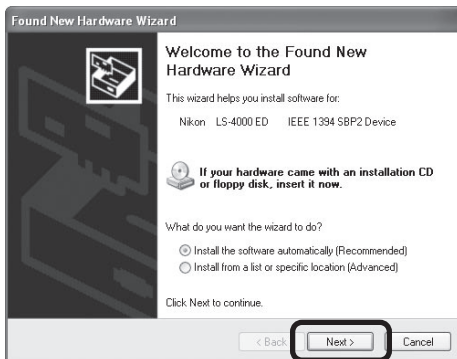 Found New Hardware Wizard
Welcome to the Found New
Hardware Wizard
This wizard helps you install software for:
Nikon LS-4000 ED IEEE 1394 SBP2 Device
If your hardware came with an installation CD
or floppy disk, insert it now.
What do you want the wizard to do?
Install the software automatically (Recommended)
Install from a list or specific location (Advanced)
Click Next to continue.
< Back Next > Cancel